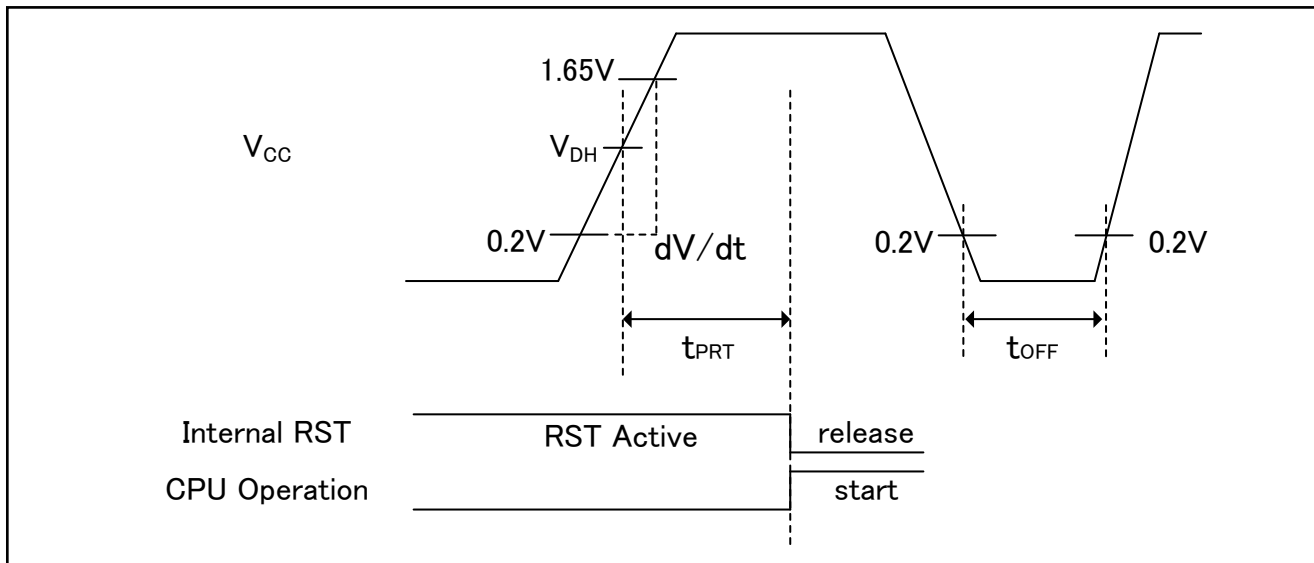 1.65V
VCC
VDH
0.2V
dV/dt
0.2V
0.2V
tPRT
tOFF
Internal RST
RST Active
release
CPU Operation
start